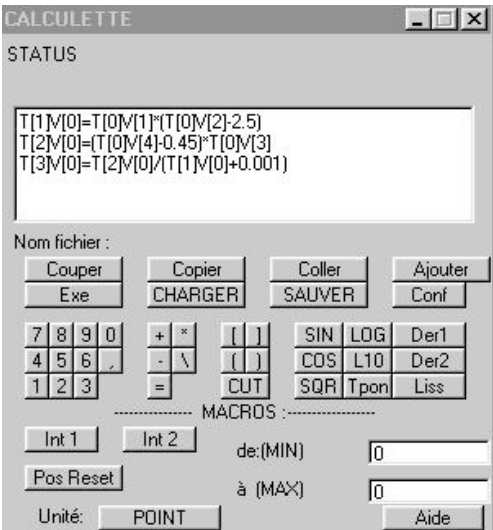 CALCULETTE
STATUS
T[1]V[0]=T[0]V[1]*(T[0]V[2]-2.5)
T[2]V[0]=(T[0]V[4]-0.45)*T[0]V[3]
T[3]V[0]=T[2]V[0]/(T[1]V[0]+0.001)
Nom fichier :
Couper Copier Coller Ajouter
Exe CHARGER SAUVER Conf
7 8 9 0 + * [ ] SIN LOG Der1
4 5 6 , - \ ( ) COS L10 Der2
1 2 3 = CUT SQR Tpon Liss
---------------- MACROS :------------------
Int 1 Int 2 de:(MIN) 0
Pos Reset à (MAX) 0
Unité: POINT Aide